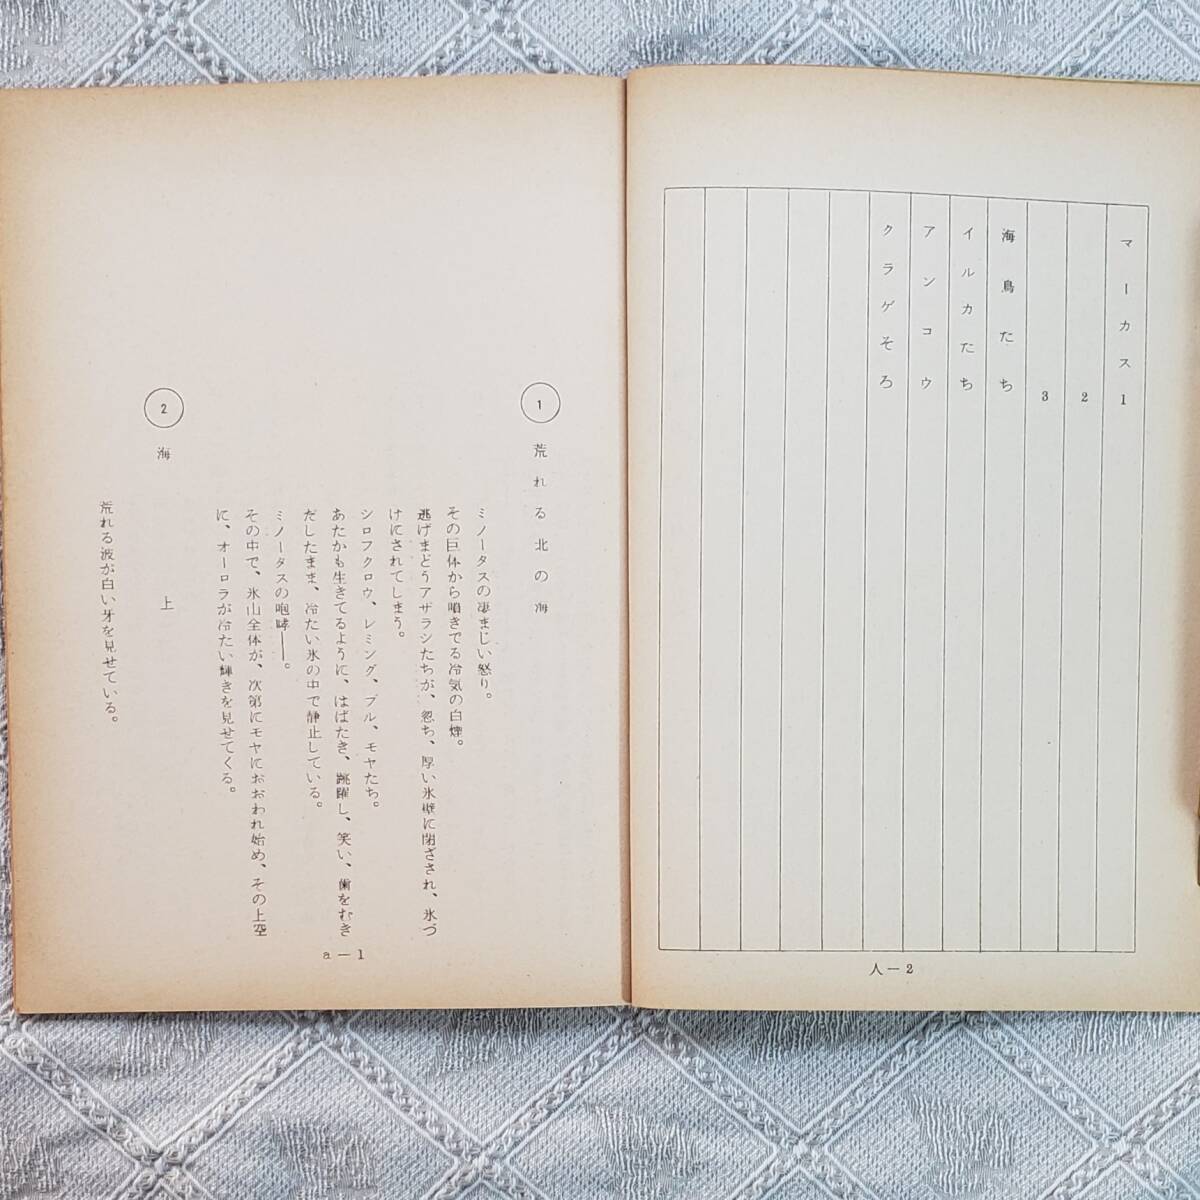 マーカス1
2
3
海鳥たち
イルカたち
アンコウ
クラゲそろ
人―2
1 荒れる北の海
ミノータスの凄まじい怒り。
その巨体から噴きでる冷気の白煙。
逃げまどうアザラシたちが、忽ち、厚い氷壁に閉ざされ、氷づ
けにされてしまう。
シロフクロウ、レミング、ブル、モヤたち。
あたかも生きてるように、はばたき、跳躍し、笑い、歯をむき
だしたまま、冷たい氷の中で静止している。
ミノータスの咆哮――。
その中で、氷山全体が、次第にモヤにおおわれ始め、その上空
に、オーロラが冷たい輝きを見せてくる。
2 海上
荒れる波が白い牙を見せている。
a―1